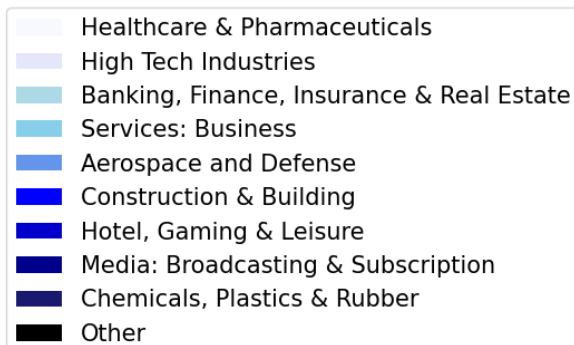 Healthcare & Pharmaceuticals
High Tech Industries
Banking, Finance, Insurance & Real Estate
Services: Business
Aerospace and Defense
Construction & Building
Hotel, Gaming & Leisure
Media: Broadcasting & Subscription
Chemicals, Plastics & Rubber
Other